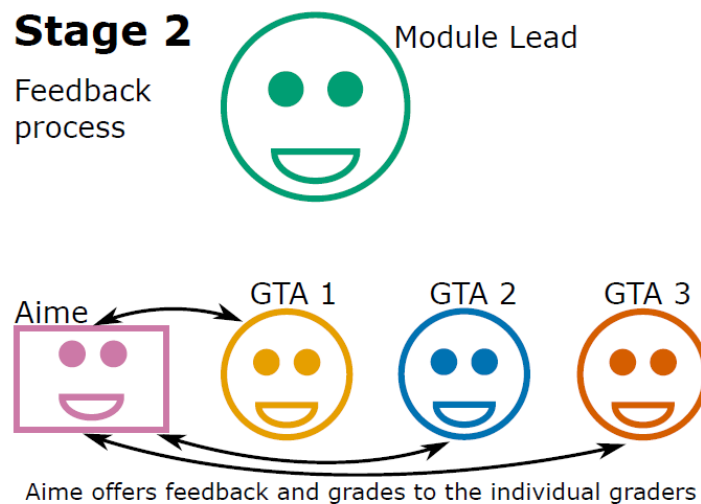 Stage 2
Module Lead
Feedback
process
Aime
GTA 1
GTA 2
GTA 3
Aime offers feedback and grades to the individual graders